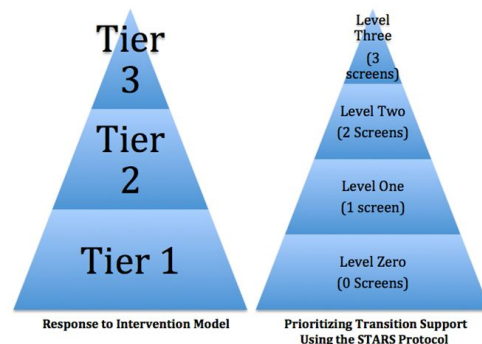 Tier
3
Tier
2
Tier 1
Response to Intervention Model
Level
Three
(3
screens)
Level Two
(2 Screens)
Level One
(1 screen)
Level Zero
(0 Screens)
Prioritizing Transition Support
Using the STARS Protocol